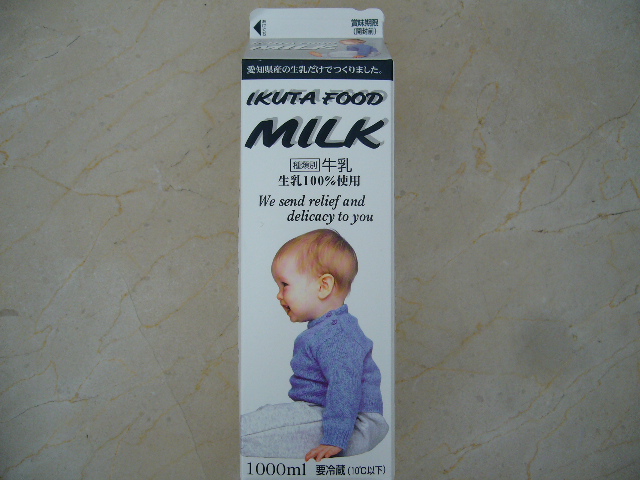 賞味期限
(開封前)
愛知県産の生乳だけでつくりました。
IKUTA FOOD
MILK
種類別 牛乳
生乳100%使用
We send relief and
delicacy to you
1000ml 要冷蔵(10℃以下)